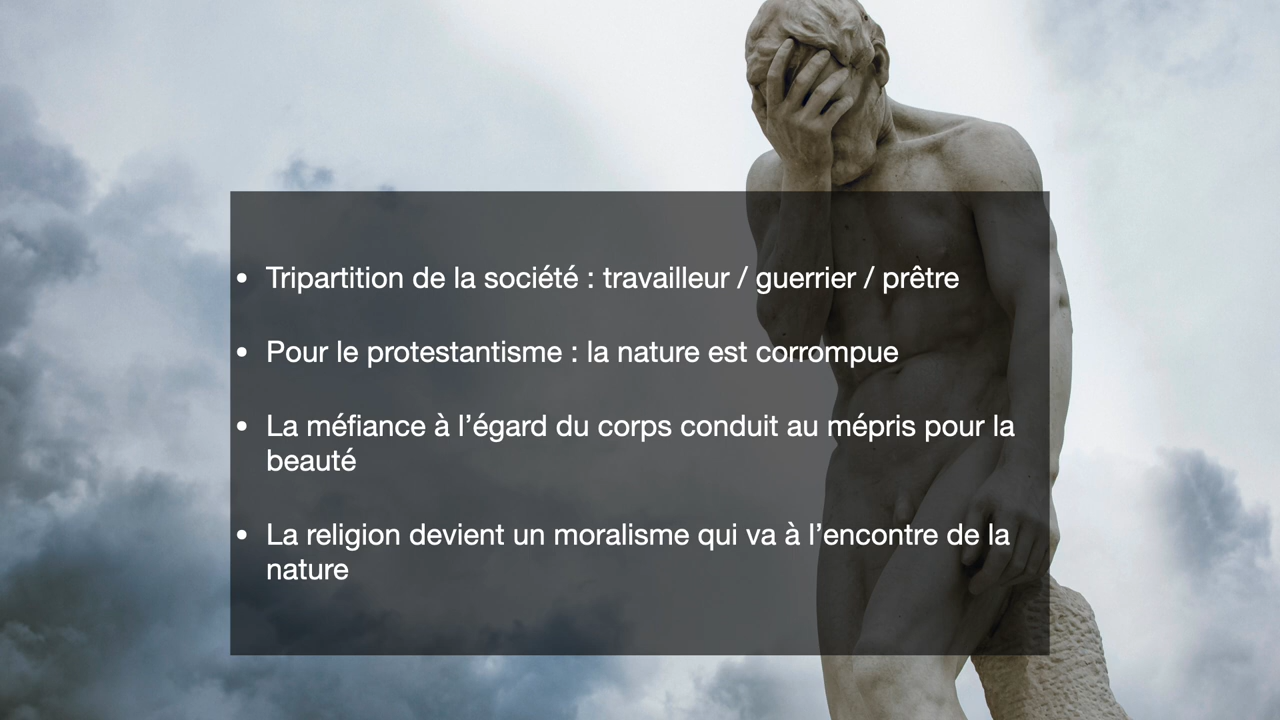 • Tripartition de la société : travailleur / guerrier / prêtre
• Pour le protestantisme : la nature est corrompue
• La méfiance à l’égard du corps conduit au mépris pour la
beauté
• La religion devient un moralisme qui va à l’encontre de la
nature